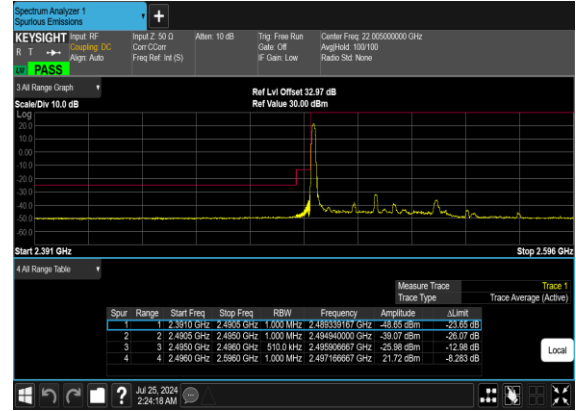 Spectrum Analyzer 1
Spurious Emissions
KEYSIGHT Input: RF Input Z: 50 Ω Atten: 10 dB Trig: Free Run Center Freq: 22.005000000 GHz
R T Coupling: DC Corr CCorr Gate: Off Avg|Hold: 100/100
Align: Auto Freq Ref: Int (S) IF Gain: Low Radio Std: None
PASS
3 All Range Graph
Ref Lvl Offset 32.97 dB
Scale/Div 10.0 dB Ref Value 30.00 dBm
Log
20.0
10.0
0.00
-10.0
-20.0
-30.0
-40.0
-50.0
-60.0
Start 2.391 GHz Stop 2.596 GHz
4 All Range Table
Measure Trace Trace 1
Trace Type Trace Average (Active)
Spur Range Start Freq Stop Freq RBW Frequency Amplitude ΔLimit
1 1 2.3910 GHz 2.4905 GHz 1.000 MHz 2.489339167 GHz -48.65 dBm -23.65 dB
2 2 2.4905 GHz 2.4950 GHz 1.000 MHz 2.494940000 GHz -39.07 dBm -26.07 dB
3 3 2.4950 GHz 2.4960 GHz 510.0 kHz 2.495906667 GHz -25.98 dBm -12.98 dB
4 4 2.4960 GHz 2.5960 GHz 1.000 MHz 2.497166667 GHz 21.72 dBm -8.283 dB
Local
Jul 25, 2024
2:24:18 AM